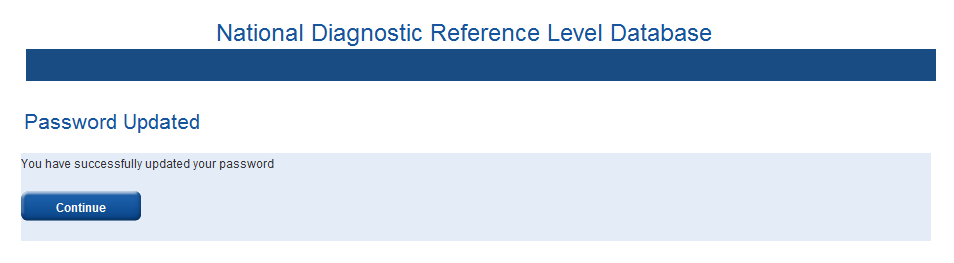 National Diagnostic Reference Level Database
Password Updated
You have successfully updated your password
Continue